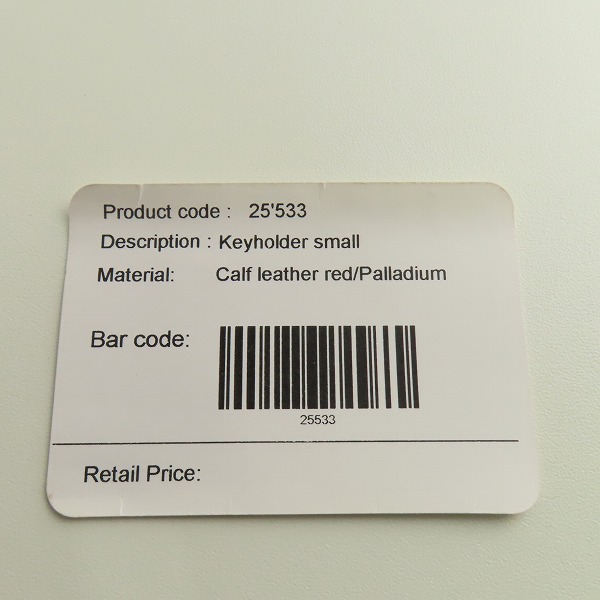 Product code : 25'533
Description : Keyholder small
Material: Calf leather red/Palladium
Bar code:
25533
Retail Price: